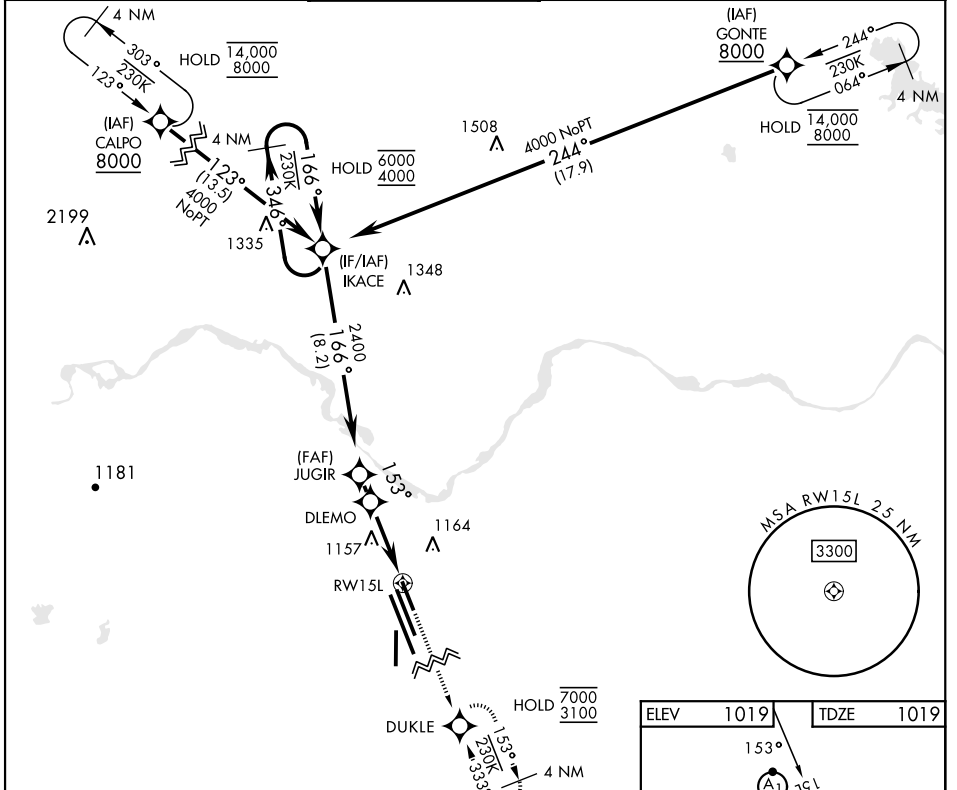 4 NM
303°
230K
123°
HOLD 14,000
8000
(IAF)
CALPO
8000
(IAF)
GONTE
8000
244°
230K
064°
4 NM
HOLD 14,000
8000
4 NM
166°
230K
346°
HOLD 6000
4000
1508
4000 NoPT
244°
(17.9)
123°
(13.5)
4000
NoPT
2199
1335
(IF/IAF)
IKACE
1348
2400
166°
(8.2)
1181
(FAF)
JUGIR
153°
DLEMO
1157
1164
RW15L
MSA RW15L 25 NM
3300
DUKLE
HOLD 7000
3100
153°
230K
333°
4 NM
ELEV 1019
TDZE 1019
153°
A1
15L